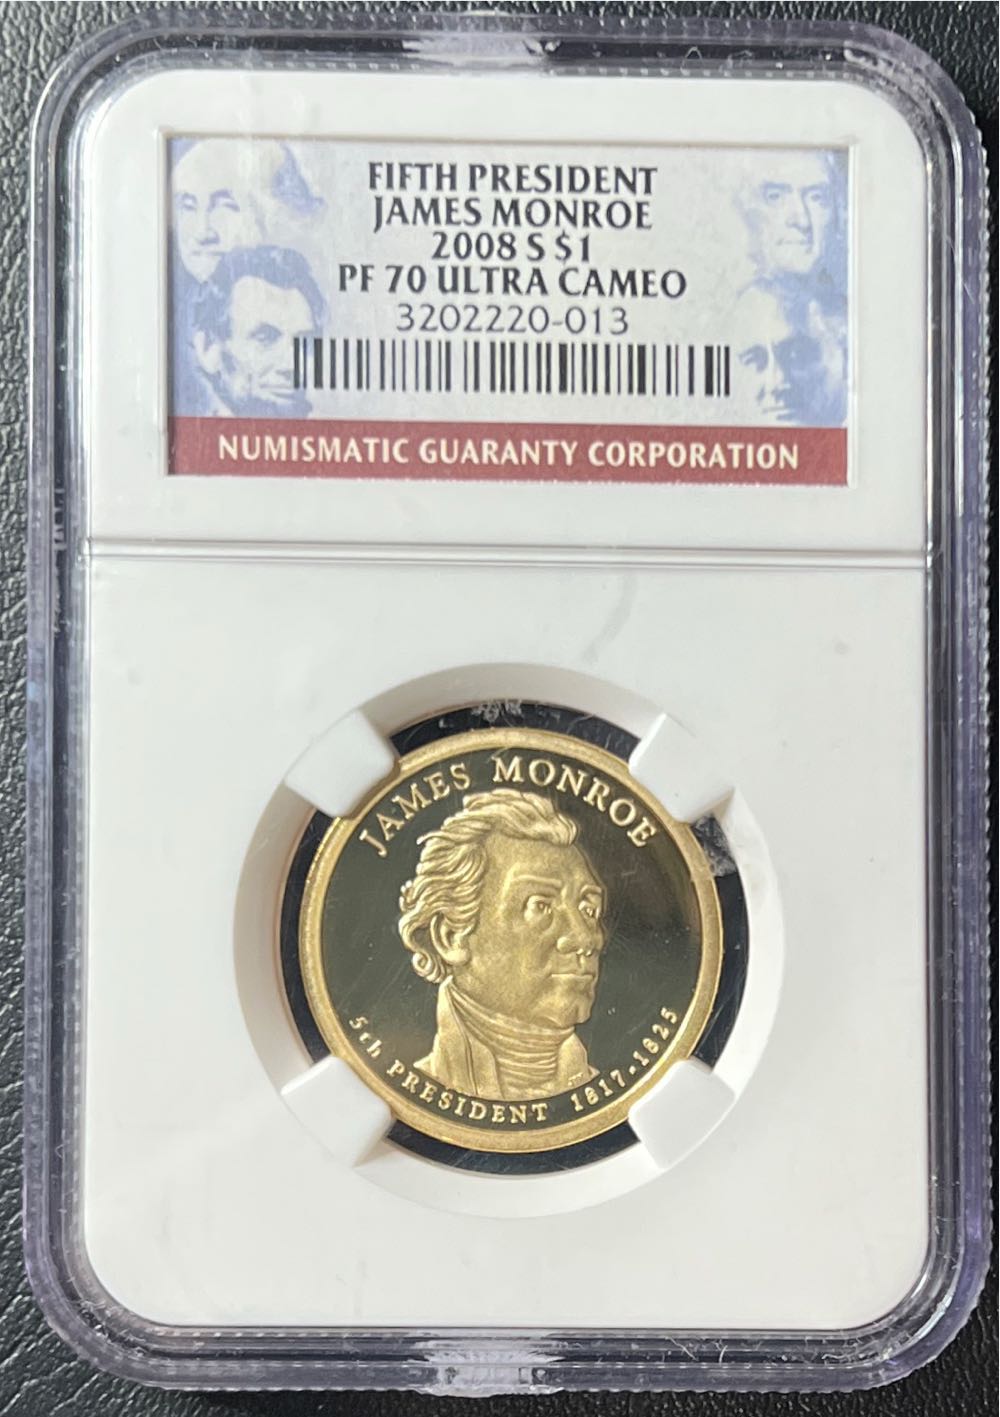 FIFTH PRESIDENT
JAMES MONROE
2008 S $1
PF 70 ULTRA CAMEO
3202220-013
NUMISMATIC GUARANTY CORPORATION
JAMES MONROE
5th PRESIDENT 1817-1825